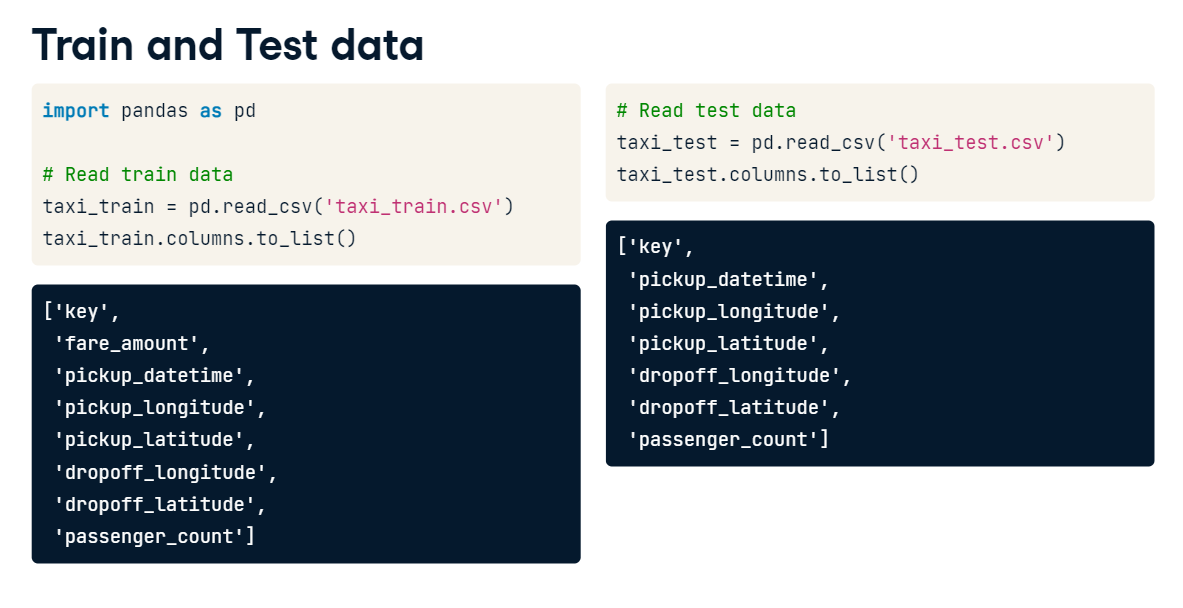 Train and Test data
import pandas as pd
# Read train data
taxi_train = pd.read_csv('taxi_train.csv')
taxi_train.columns.to_list()
['key',
 'fare_amount',
 'pickup_datetime',
 'pickup_longitude',
 'pickup_latitude',
 'dropoff_longitude',
 'dropoff_latitude',
 'passenger_count']
# Read test data
taxi_test = pd.read_csv('taxi_test.csv')
taxi_test.columns.to_list()
['key',
 'pickup_datetime',
 'pickup_longitude',
 'pickup_latitude',
 'dropoff_longitude',
 'dropoff_latitude',
 'passenger_count']